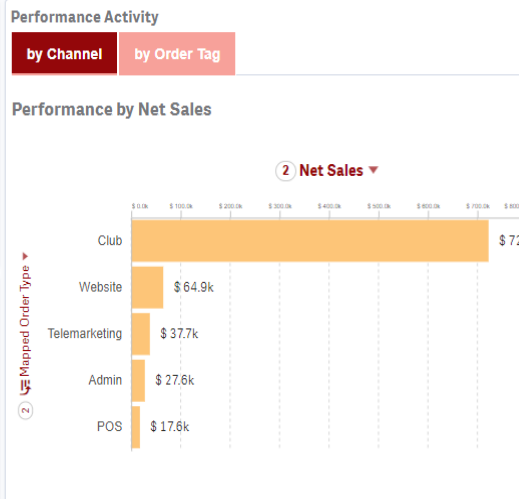 Performance Activity
by Channel
by Order Tag
Performance by Net Sales
2 Net Sales
$ 0.0k $ 100.0k $ 200.0k $ 300.0k $ 400.0k $ 500.0k $ 600.0k $ 700.0k $ 800
Club $ 72
Website $ 64.9k
Telemarketing $ 37.7k
Admin $ 27.6k
POS $ 17.6k
2 Mapped Order Type